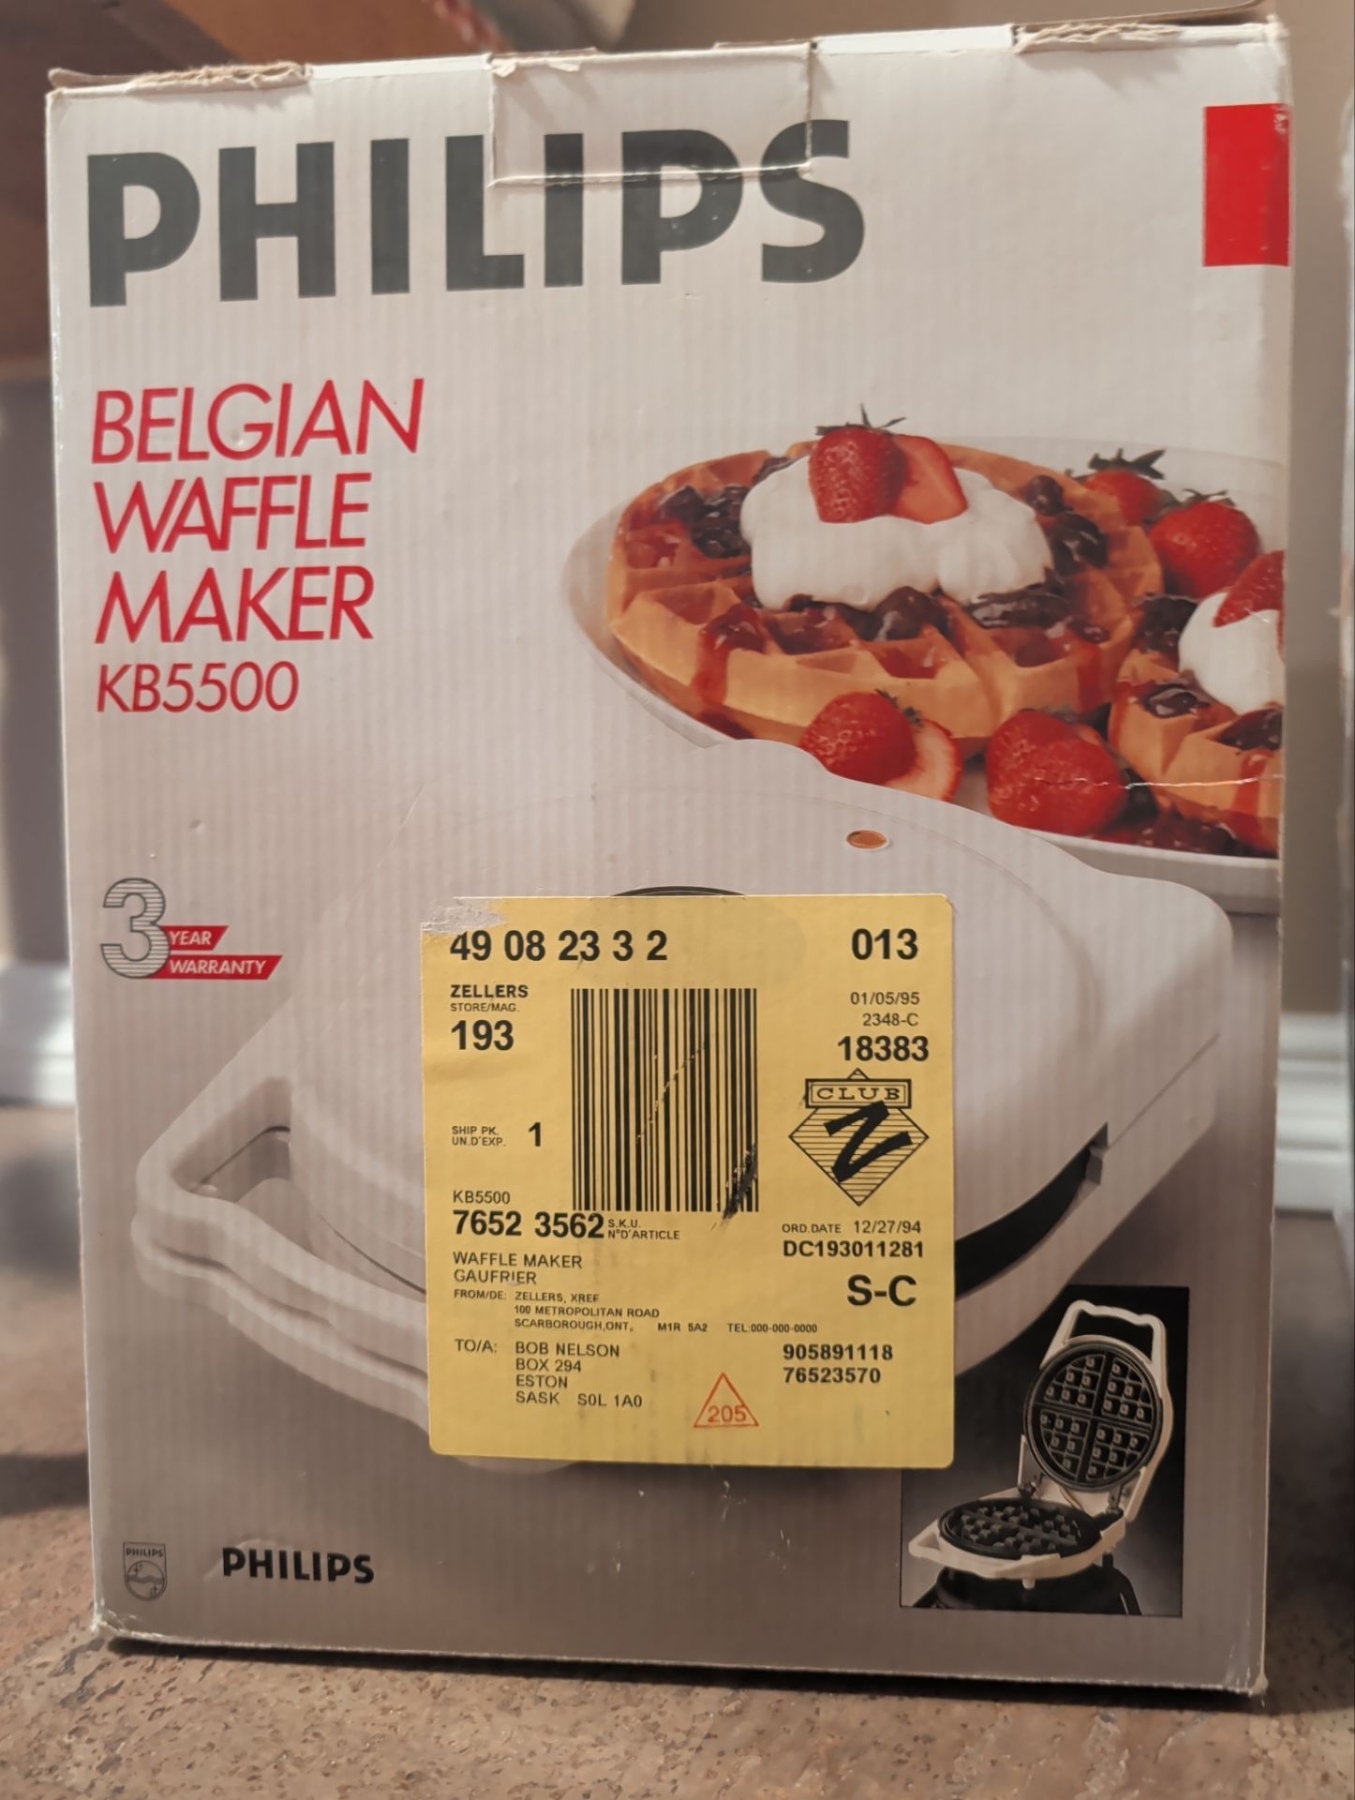 PHILIPS
BELGIAN
WAFFLE
MAKER
KB5500
3 YEAR
WARRANTY
49 08 23 3 2 013
ZELLERS
STORE/MAG.
193
01/05/95
2348-C
18383
CLUB
Z
SHIP PK.
UN.D'EXP. 1
KB5500
7652 3562 S.K.U.
N°D'ARTICLE
WAFFLE MAKER
GAUFRIER
ORD.DATE 12/27/94
DC193011281
S-C
FROM/DE: ZELLERS, XREF
100 METROPOLITAN ROAD
SCARBOROUGH,ONT, M1R 5A2 TEL:000-000-0000
TO/A: BOB NELSON
BOX 294
ESTON
SASK S0L 1A0
905891118
76523570
205
PHILIPS
PHILIPS